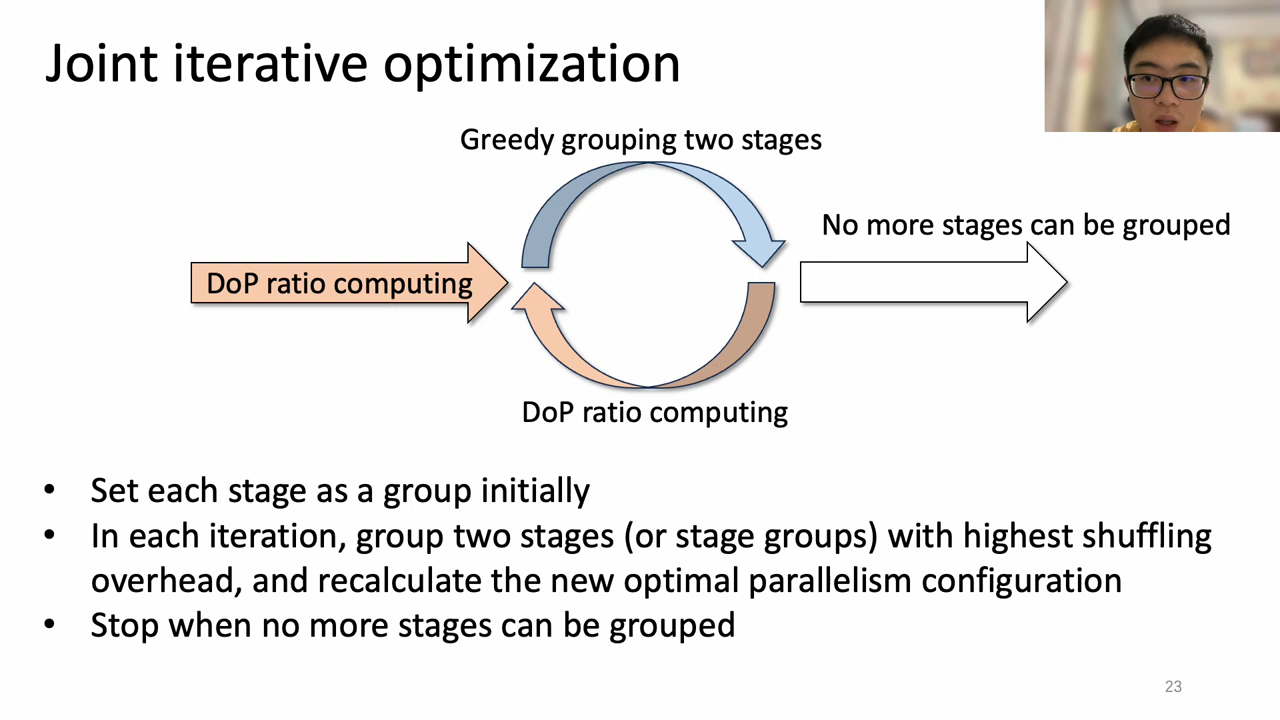 Joint iterative optimization
Greedy grouping two stages
No more stages can be grouped
DoP ratio computing
DoP ratio computing
• Set each stage as a group initially
• In each iteration, group two stages (or stage groups) with highest shuffling
overhead, and recalculate the new optimal parallelism configuration
• Stop when no more stages can be grouped
23